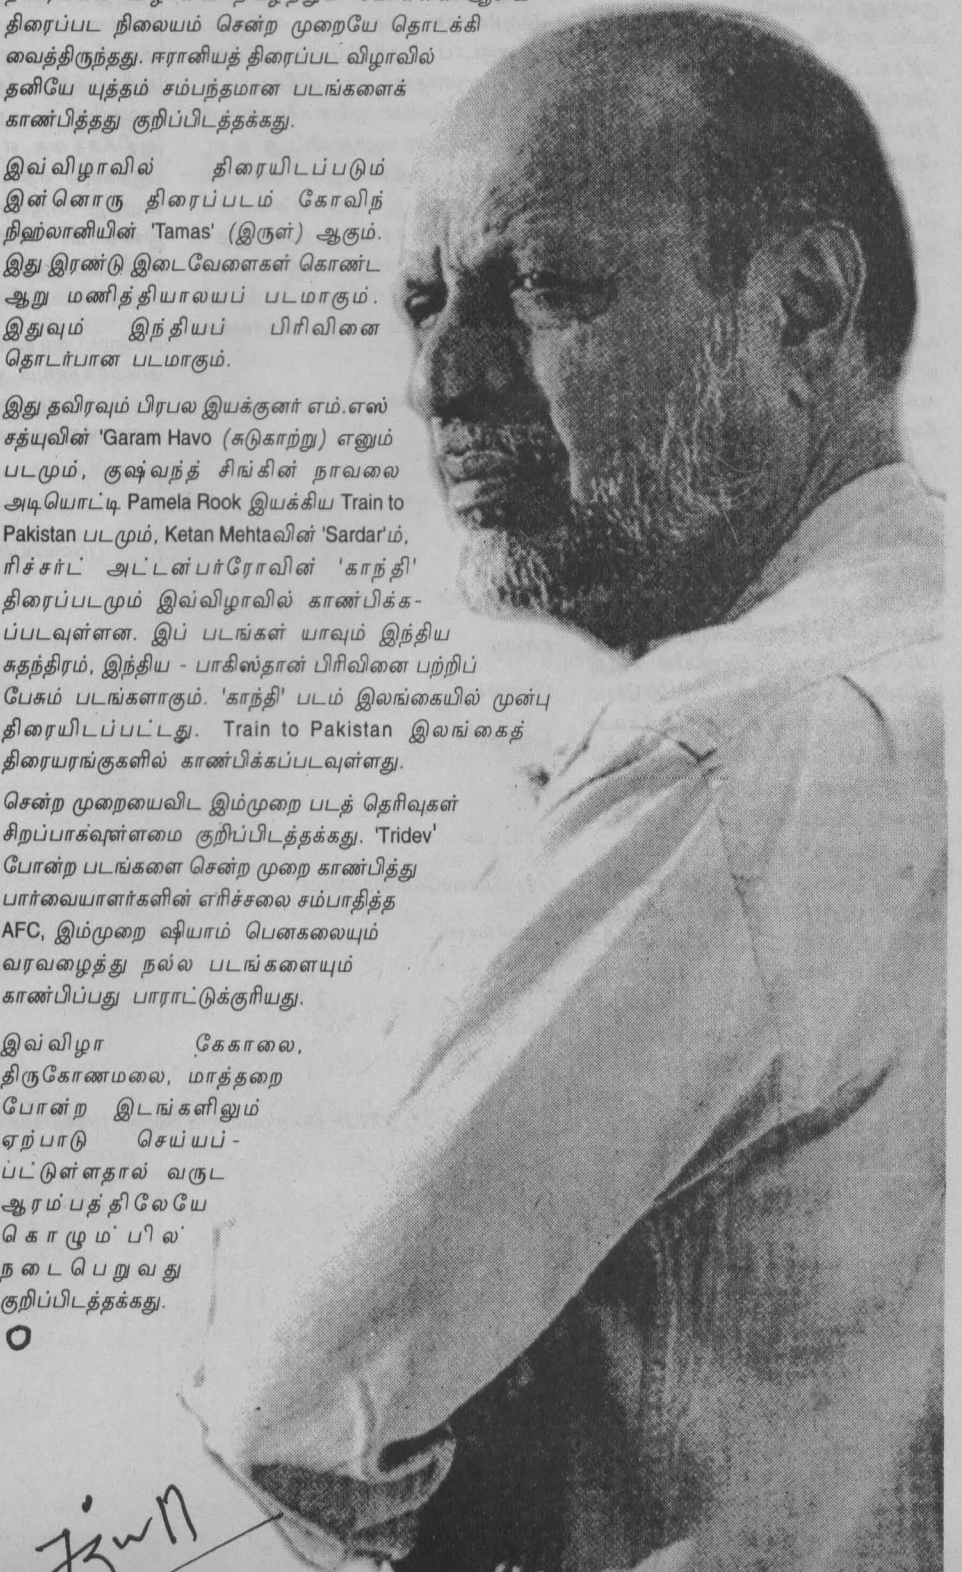 திரைப்பட நிலையம் சென்ற முறையே தொடக்கி
வைத்திருந்தது. ஈரானியத் திரைப்பட விழாவில்
தனியே யுத்தம் சம்பந்தமான படங்களைக்
காண்பித்தது குறிப்பிடத்தக்கது.
இவ்விழாவில் திரையிடப்படும்
இன்னொரு திரைப்படம் கோவிந்
நிஹ்லானியின் 'Tamas' (இருள்) ஆகும்.
இது இரண்டு இடைவேளைகள் கொண்ட
ஆறு மணித்தியாலயப் படமாகும்.
இதுவும் இந்தியப் பிரிவினை
தொடர்பான படமாகும்.
இது தவிரவும் பிரபல இயக்குனர் எம்.எஸ்
சத்யுவின் 'Garam Havo (சுடுகாற்று) எனும்
படமும், குஷ்வந்த் சிங்கின் நாவலை
அடியொட்டி Pamela Rook இயக்கிய Train to
Pakistan படமும், Ketan Mehtaவின் 'Sardar'ம்,
ரிச்சர்ட் அட்டன்பர்ரோவின் 'காந்தி'
திரைப்படமும் இவ்விழாவில் காண்பிக்க-
ப்படவுள்ளன. இப் படங்கள் யாவும் இந்திய
சுதந்திரம், இந்திய - பாகிஸ்தான் பிரிவினை பற்றிப்
பேசும் படங்களாகும். 'காந்தி' படம் இலங்கையில் முன்பு
திரையிடப்பட்டது. Train to Pakistan இலங்கைத்
திரையரங்குகளில் காண்பிக்கப்படவுள்ளது.
சென்ற முறையைவிட இம்முறை படத் தெரிவுகள்
சிறப்பாகவுள்ளமை குறிப்பிடத்தக்கது. 'Tridev'
போன்ற படங்களை சென்ற முறை காண்பித்து
பார்வையாளர்களின் எரிச்சலை சம்பாதித்த
AFC, இம்முறை ஷியாம் பெனகலையும்
வரவழைத்து நல்ல படங்களையும்
காண்பிப்பது பாராட்டுக்குரியது.
இவ்விழா கேகாலை,
திருகோணமலை, மாத்தறை
போன்ற இடங்களிலும்
ஏற்பாடு செய்யப்-
ப்ட்டுள்ளதால் வருட
ஆரம்பத்திலேயே
கொழும்பில்
நடைபெறுவது
குறிப்பிடத்தக்கது.